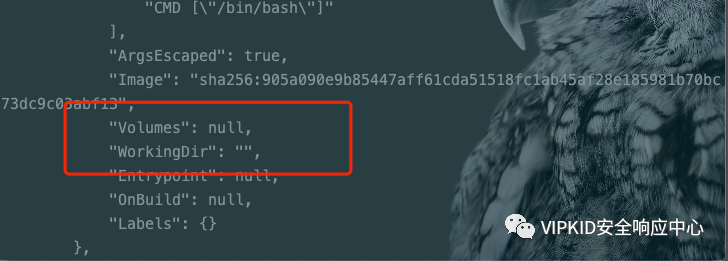 "CMD [\"/bin/bash\"]"
],
"ArgsEscaped": true,
"Image": "sha256:905a090e9b85447aff61cda51518fc1ab45af28e185981b70bc
73dc9c03abf13",
"Volumes": null,
"WorkingDir": "",
"Entrypoint": null,
"OnBuild": null,
"Labels": {}
},
VIPKID安全响应中心